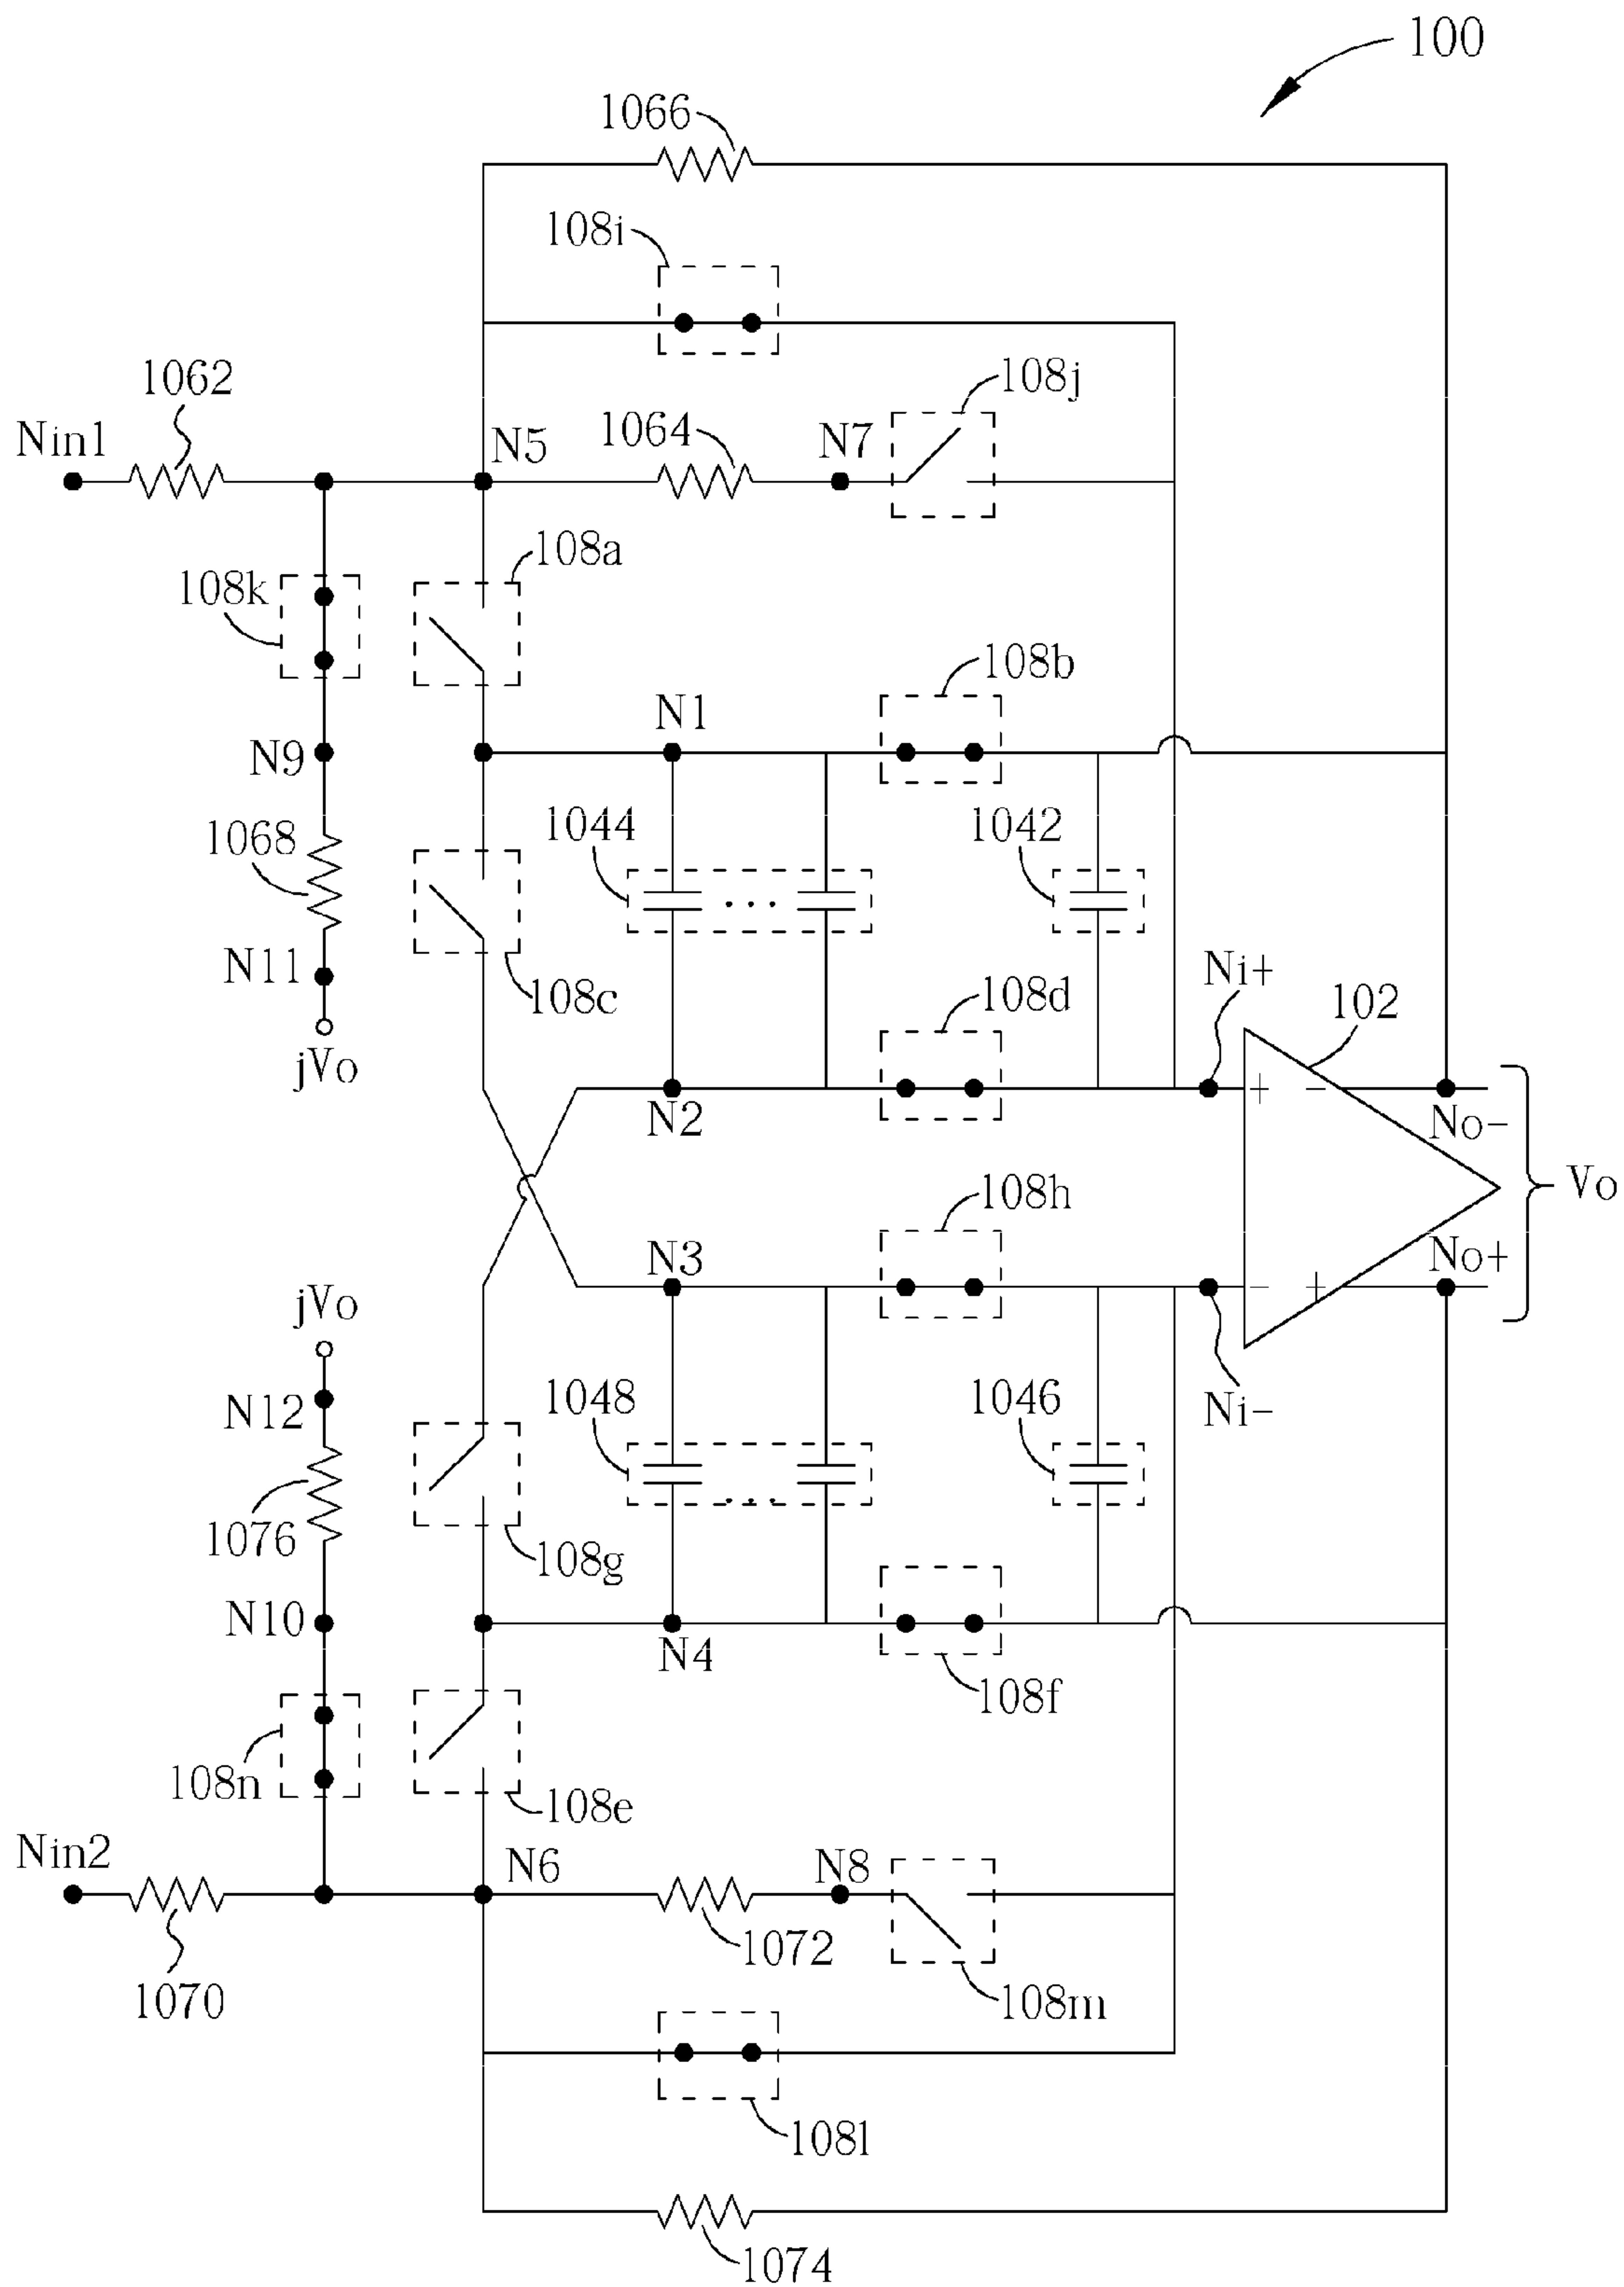 100
1066
108i
1062
108j
Nin1
N5
1064
N7
108a
108k
108b
N1
N9
1044
1042
1068
N11
108c
108d
Ni+
102
jVo
+
−
N2
No−
108h
Vo
N3
No+
jVo
−
+
N12
1048
1046
Ni−
1076
108g
N10
N4
108f
108n
108e
Nin2
N6
N8
1072
1070
108m
108l
1074